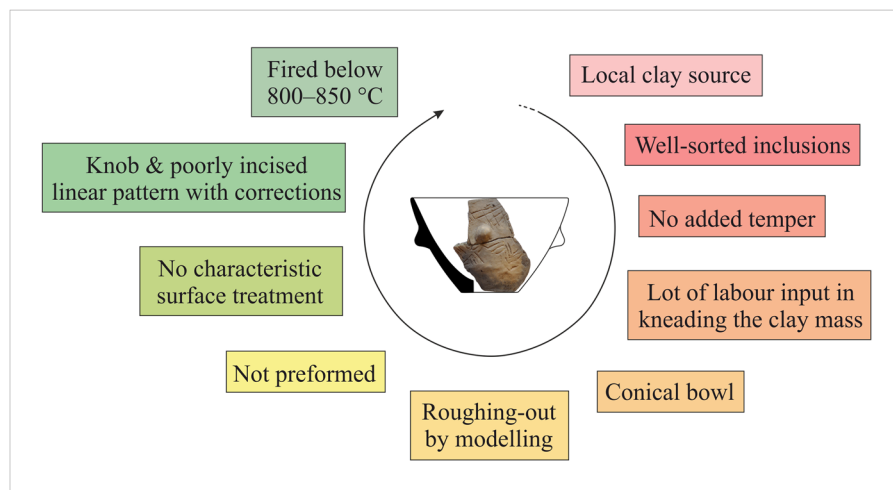 Local clay source
Well-sorted inclusions
No added temper
Lot of labour input in
kneading the clay mass
Conical bowl
Roughing-out
by modelling
Not preformed
No characteristic
surface treatment
Knob & poorly incised
linear pattern with corrections
Fired below
800–850 °C